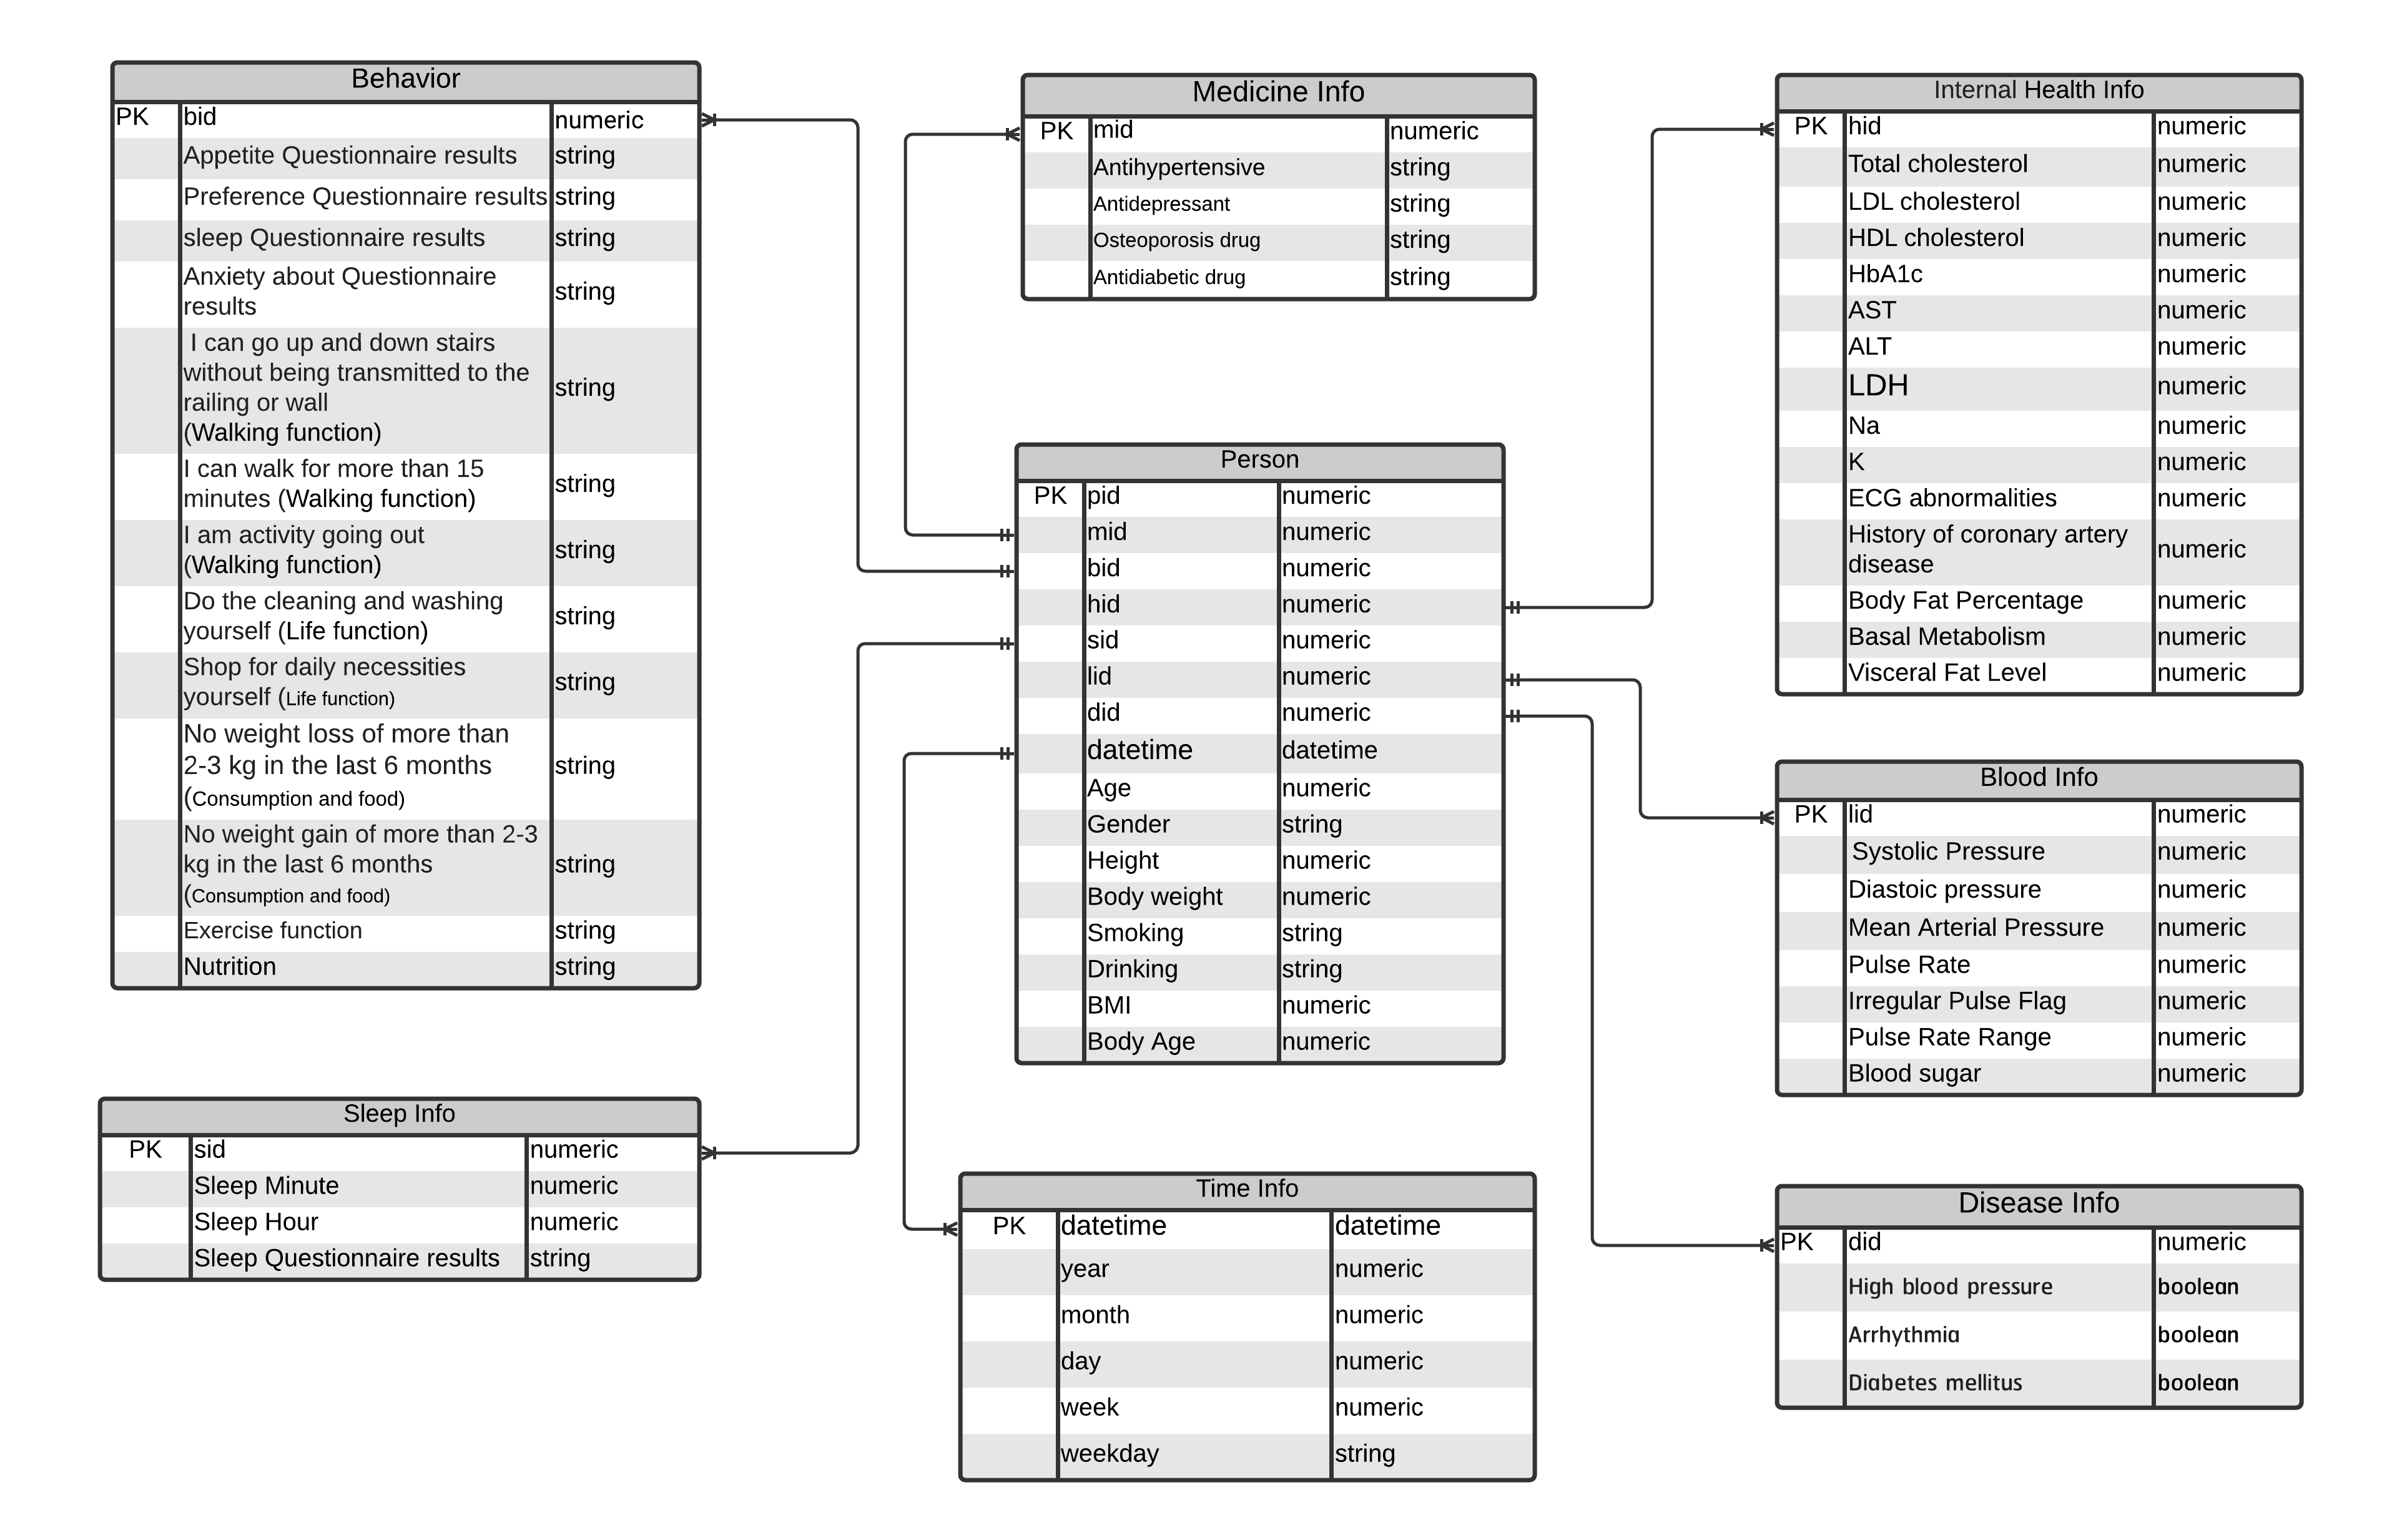 Behavior
PK bid numeric
Appetite Questionnaire results string
Preference Questionnaire results string
sleep Questionnaire results string
Anxiety about Questionnaire
results
string
I can go up and down stairs
without being transmitted to the
railing or wall
(Walking function)
string
I can walk for more than 15
minutes (Walking function)
string
I am activity going out
(Walking function)
string
Do the cleaning and washing
yourself (Life function)
string
Shop for daily necessities
yourself (Life function)
string
No weight loss of more than
2-3 kg in the last 6 months
(Consumption and food)
string
No weight gain of more than 2-3
kg in the last 6 months
(Consumption and food)
string
Exercise function string
Nutrition string
Medicine Info
PK mid numeric
Antihypertensive string
Antidepressant string
Osteoporosis drug string
Antidiabetic drug string
Internal Health Info
PK hid numeric
Total cholesterol numeric
LDL cholesterol numeric
HDL cholesterol numeric
HbA1c numeric
AST numeric
ALT numeric
LDH numeric
Na numeric
K numeric
ECG abnormalities numeric
History of coronary artery
disease
numeric
Body Fat Percentage numeric
Basal Metabolism numeric
Visceral Fat Level numeric
Person
PK pid numeric
mid numeric
bid numeric
hid numeric
sid numeric
lid numeric
did numeric
datetime datetime
Age numeric
Gender string
Height numeric
Body weight numeric
Smoking string
Drinking string
BMI numeric
Body Age numeric
Blood Info
PK lid numeric
Systolic Pressure numeric
Diastoic pressure numeric
Mean Arterial Pressure numeric
Pulse Rate numeric
Irregular Pulse Flag numeric
Pulse Rate Range numeric
Blood sugar numeric
Sleep Info
PK sid numeric
Sleep Minute numeric
Sleep Hour numeric
Sleep Questionnaire results string
Time Info
PK datetime datetime
year numeric
month numeric
day numeric
week numeric
weekday string
Disease Info
PK did numeric
High blood pressure boolean
Arrhythmia boolean
Diabetes mellitus boolean